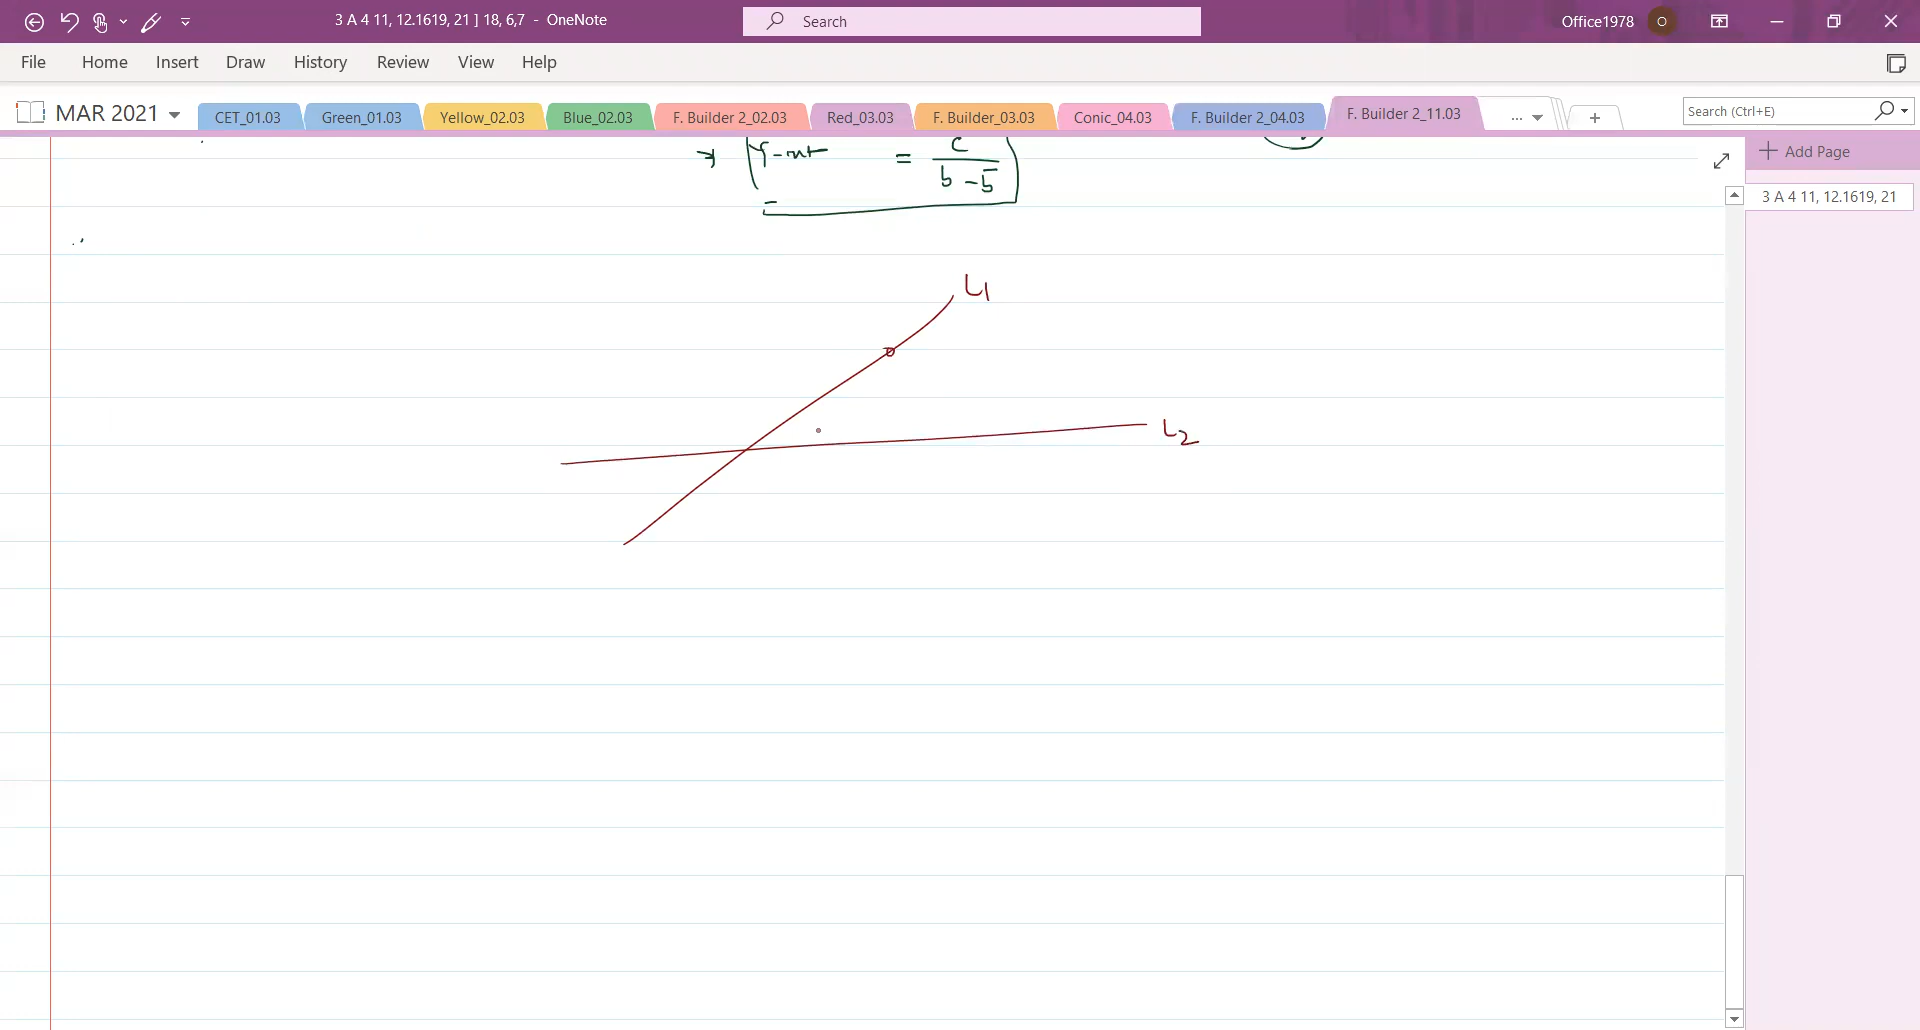 3 A 4 11, 12.1619, 21 ] 18, 6,7 - OneNote
Search
Office1978
O
File Home Insert Draw History Review View Help
MAR 2021
CET_01.03 Green_01.03 Yellow_02.03 Blue_02.03 F. Builder 2_02.03 Red_03.03 F. Builder_03.03 Conic_04.03 F. Builder 2_04.03 F. Builder 2_11.03 ... +
Search (Ctrl+E)
Add Page
3 A 4 11, 12.1619, 21
→ = c
b - b̅
L1
L2